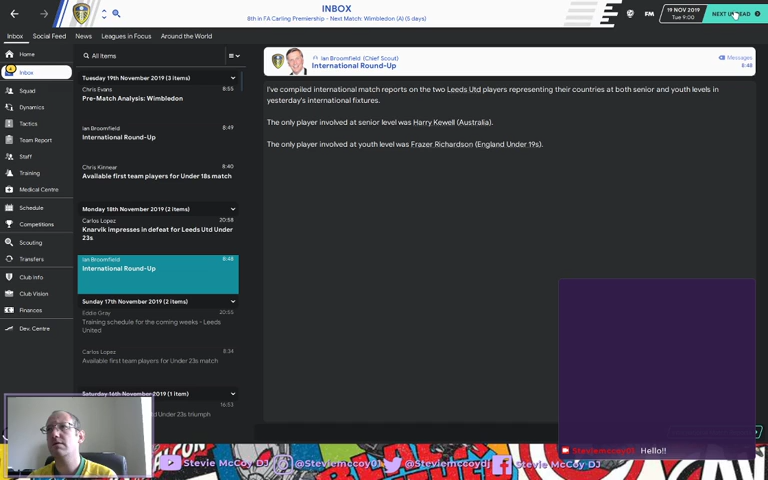 INBOX
8th in FA Carling Premiership - Next Match: Wimbledon (A) (5 days)
FM
19 NOV 2019
Tue 9:00
Inbox
Social Feed
News
Leagues in Focus
Around the World
Home
Inbox
Squad
Dynamics
Tactics
Team Report
Staff
Training
Medical Centre
Schedule
Competitions
Scouting
Transfers
Club Info
Club Vision
Finances
Dev. Centre
All Items
Tuesday 19th November 2019 (3 items)
Chris Evans 8:55
Pre-Match Analysis: Wimbledon
Ian Broomfield 8:49
International Round-Up
Chris Kinnear 8:40
Available first team players for Under 18s match
Monday 18th November 2019 (2 items)
Carlos Lopez 20:58
Knarvik impresses in defeat for Leeds Utd Under
23s
Ian Broomfield 8:48
International Round-Up
Sunday 17th November 2019 (2 items)
Eddie Gray 20:55
Training schedule for the coming weeks - Leeds
United
Carlos Lopez 8:34
Available first team players for Under 23s match
Saturday 16th November 2019 (1 item)
16:53
Under 23s triumph
Ian Broomfield (Chief Scout)
International Round-Up
Messages
8:48
I've compiled international match reports on the two Leeds Utd players representing their countries at both senior and youth levels in
yesterday's international fixtures.
The only player involved at senior level was Harry Kewell (Australia).
The only player involved at youth level was Frazer Richardson (England Under 19s).
Steviemccoy01 Hello!!
Stevie McCoy DJ
@Steviemccoy01
@Steviemccoydj
Stevie McCoy DJ